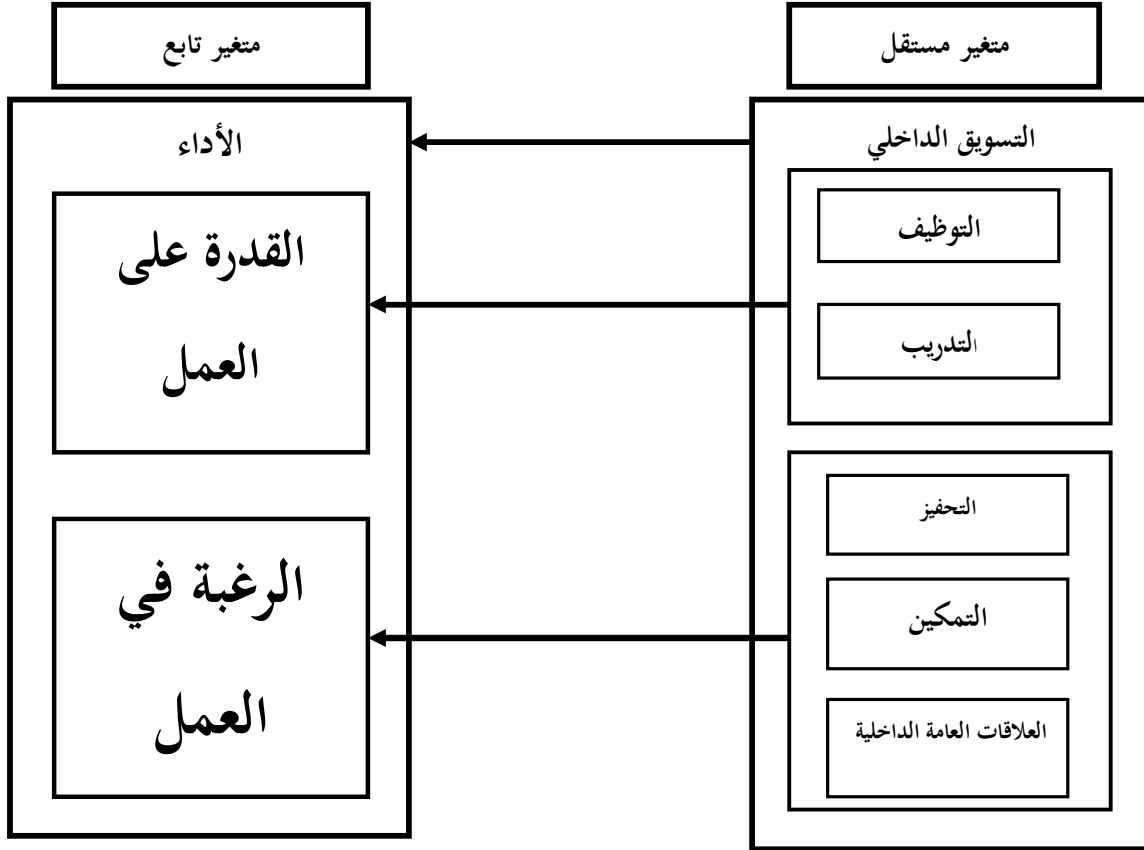 متغير مستقل
متغير تابع
التسويق الداخلي
التوظيف
التدريب
التحفيز
التمكين
العلاقات العامة الداخلية
الأداء
القدرة على
العمل
الرغبة في
العمل